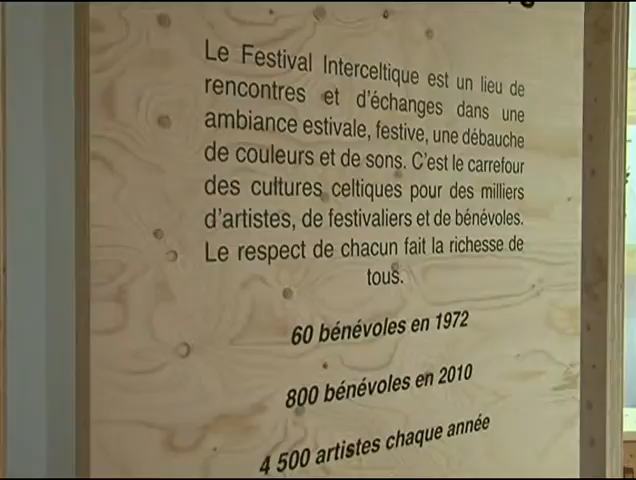 Le Festival Interceltique est un lieu de
rencontres et d'échanges dans une
ambiance estivale, festive, une débauche
de couleurs et de sons. C'est le carrefour
des cultures celtiques pour des milliers
d'artistes, de festivaliers et de bénévoles.
Le respect de chacun fait la richesse de
tous.
60 bénévoles en 1972
800 bénévoles en 2010
4 500 artistes chaque année